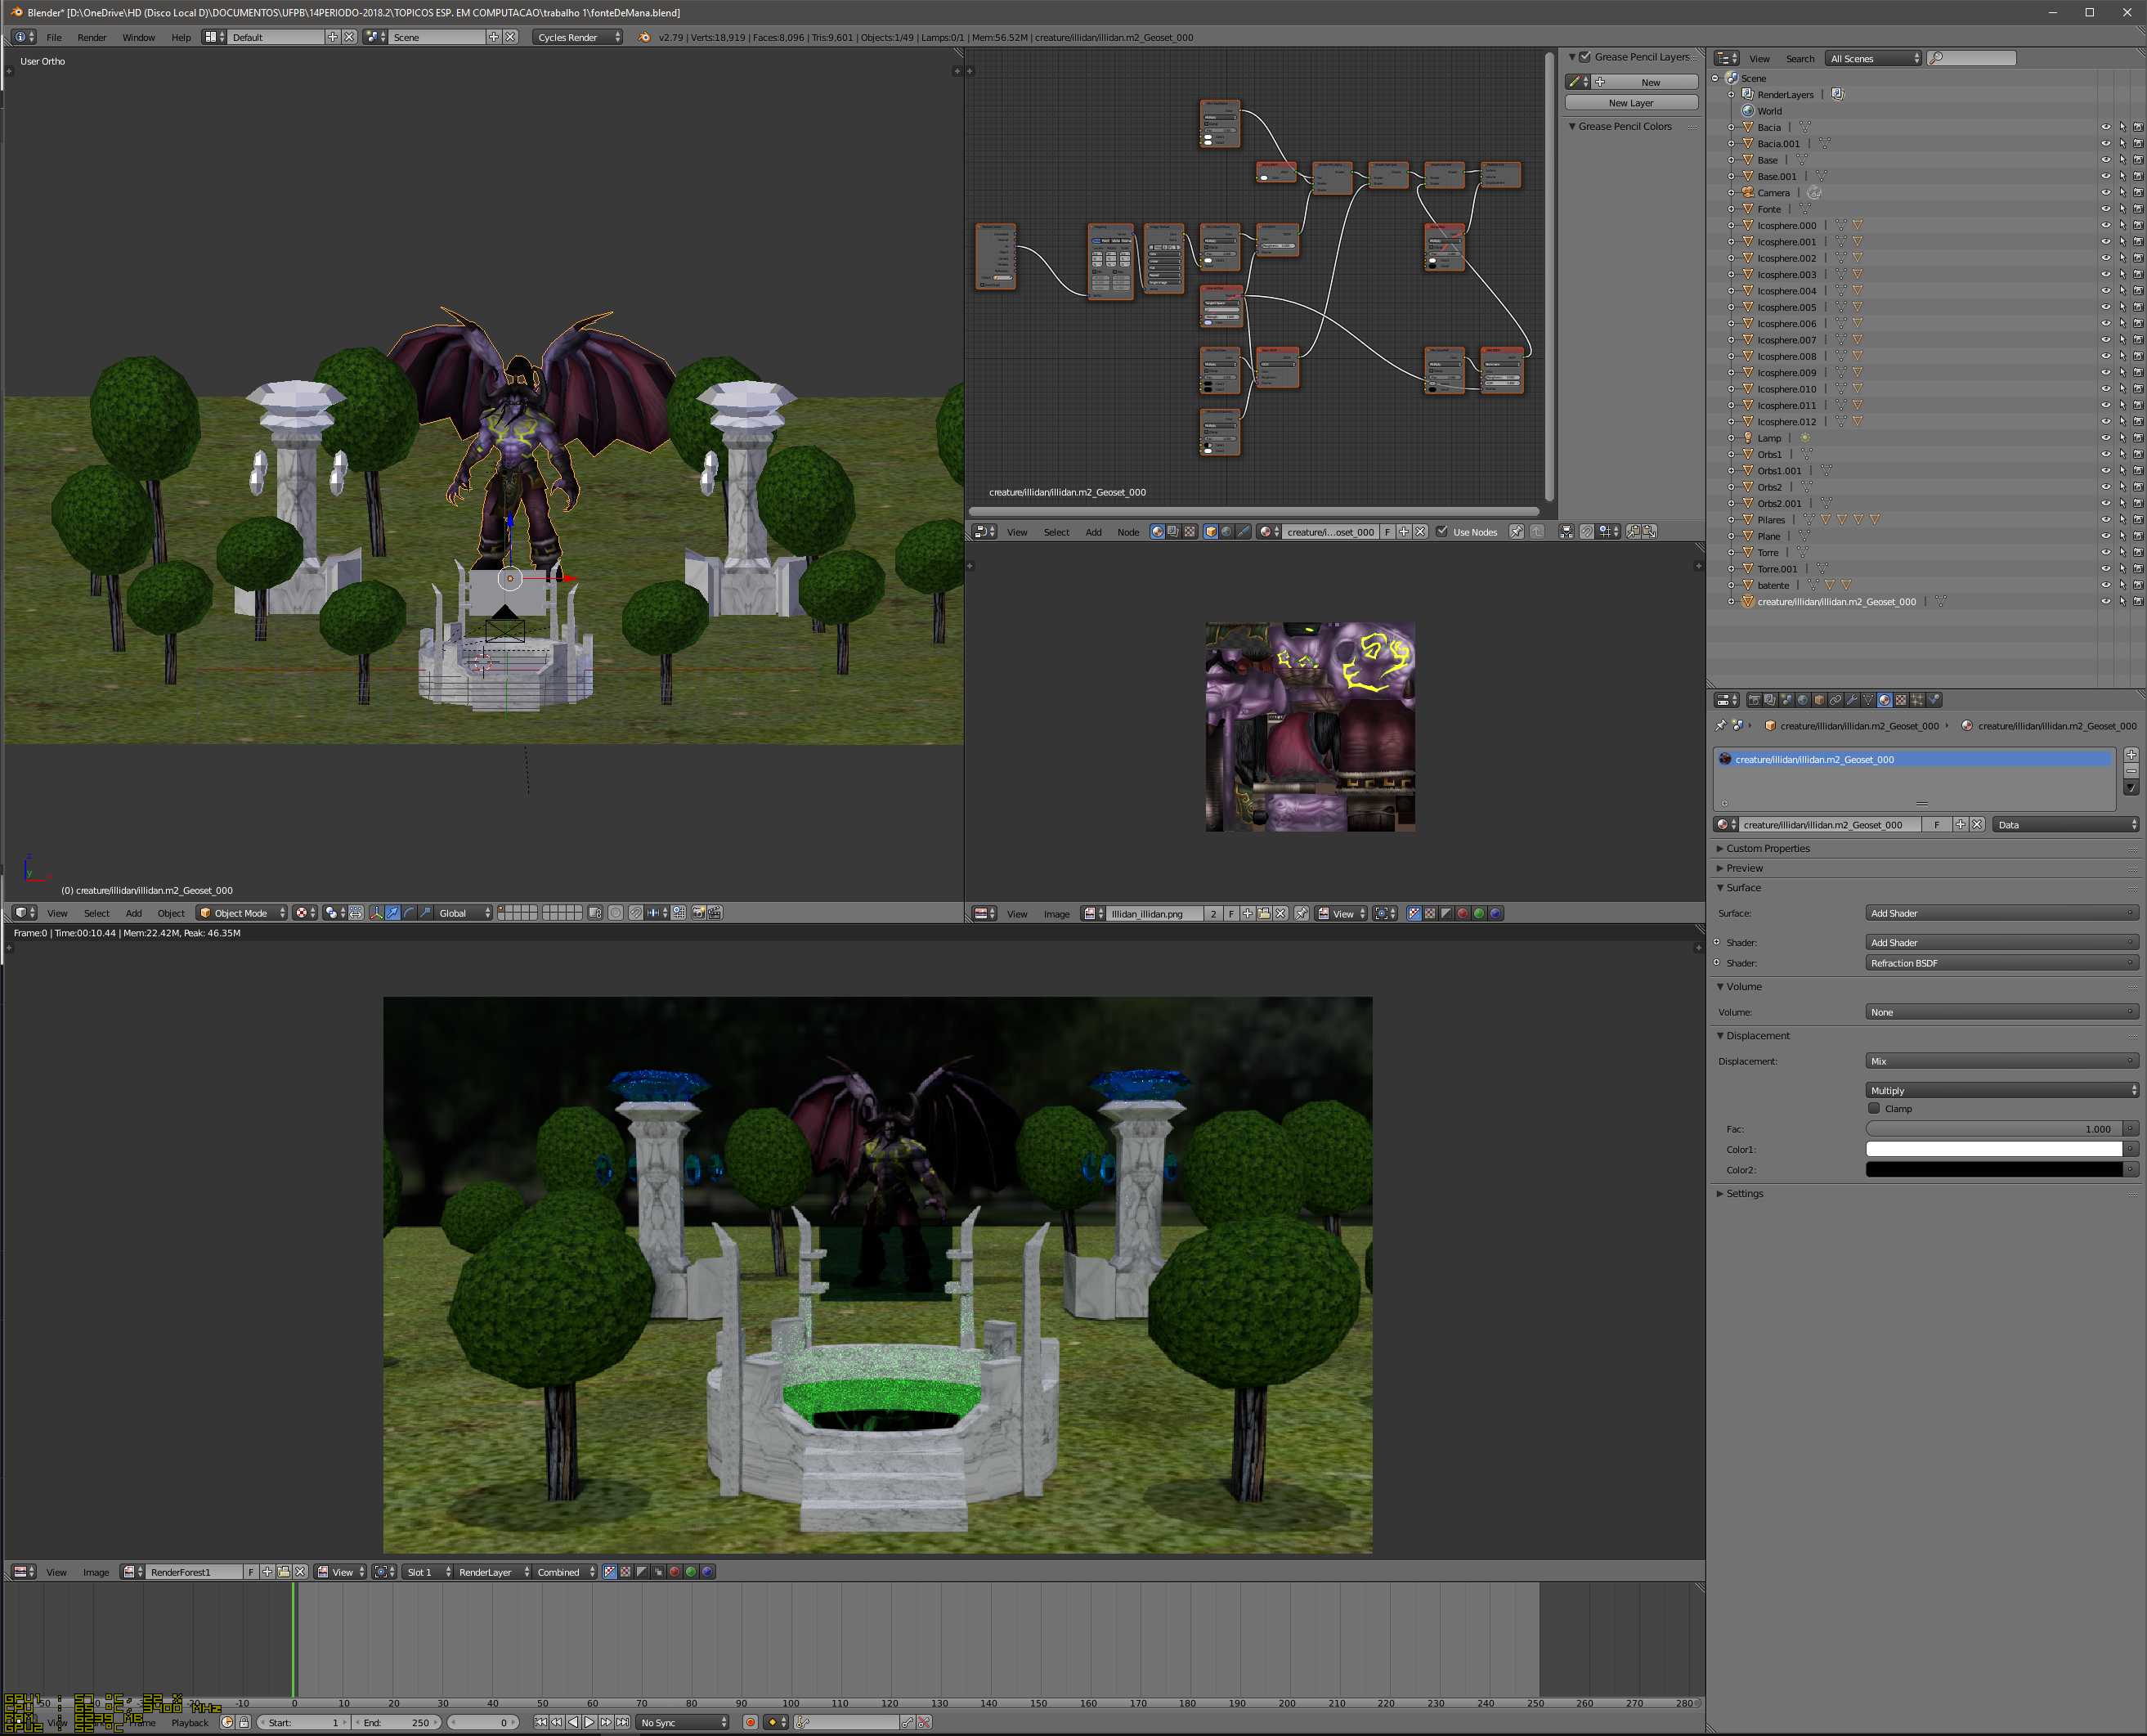 Blender* [D:\OneDrive\HD (Disco Local D)\DOCUMENTOS\UFPB\14PERIODO-2018.2\TOPICOS ESP. EM COMPUTACAO\trabalho 1\fonteDeMana.blend]
File Render Window Help Default Scene Cycles Render v2.79 | Verts:18,919 | Faces:8,096 | Tris:9,601 | Objects:1/49 | Lamps:0/1 | Mem:56.52M | creature/illidan/illidan.m2_Geoset_000
User Ortho
(0) creature/illidan/illidan.m2_Geoset_000
View Select Add Object Object Mode Global
creature/illidan/illidan.m2_Geoset_000
View Select Add Node creature/i...oset_000 F Use Nodes
Grease Pencil Layers
New
New Layer
Grease Pencil Colors
View Image Illidan_illidan.png 2 F View
View Search All Scenes
Scene
RenderLayers |
World
Bacia |
Bacia.001 |
Base |
Base.001 |
Camera |
Fonte |
Icosphere.000 |
Icosphere.001 |
Icosphere.002 |
Icosphere.003 |
Icosphere.004 |
Icosphere.005 |
Icosphere.006 |
Icosphere.007 |
Icosphere.008 |
Icosphere.009 |
Icosphere.010 |
Icosphere.011 |
Icosphere.012 |
Lamp |
Orbs1 |
Orbs1.001 |
Orbs2 |
Orbs2.001 |
Pilares |
Plane |
Torre |
Torre.001 |
batente |
creature/illidan/illidan.m2_Geoset_000 |
creature/illidan/illidan.m2_Geoset_000 creature/illidan/illidan.m2_Geoset_000
creature/illidan/illidan.m2_Geoset_000
creature/illidan/illidan.m2_Geoset_000 F Data
Custom Properties
Preview
Surface
Surface: Add Shader
Shader: Add Shader
Shader: Refraction BSDF
Volume
Volume: None
Displacement
Displacement: Mix
Multiply
Clamp
Fac: 1.000
Color1:
Color2:
Settings
Frame:0 | Time:00:10.44 | Mem:22.42M, Peak: 46.35M
View Image RenderForest1 F View Slot 1 RenderLayer Combined
-10 0 10 20 30 40 50 60 70 80 90 100 110 120 130 140 150 160 170 180 190 200 210 220 230 240 250 260 270 280
GPU1 : 57 °C, 22 %
CPU : 65 °C, 3400 MHz
RAM : 6239 MB
GPU2 : 52 °C
Playback Start: 1 End: 250 0 No Sync